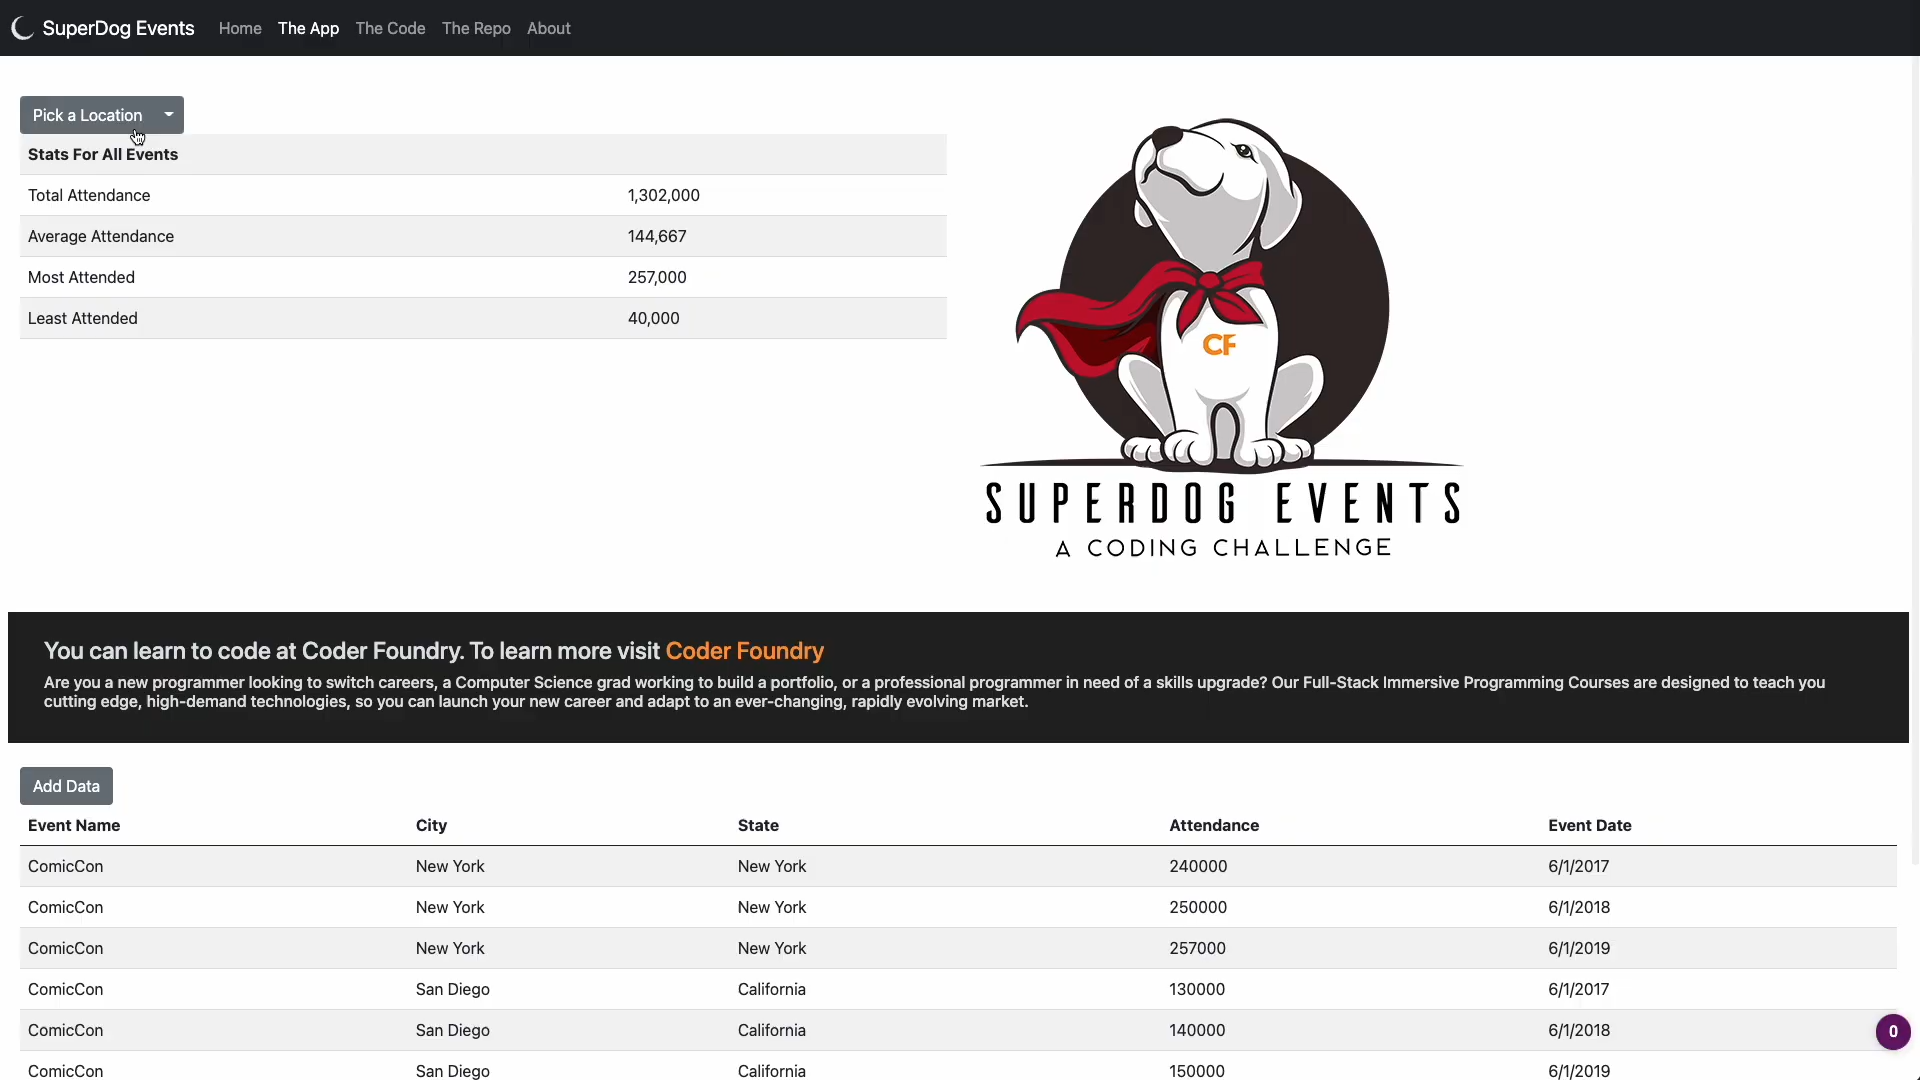 SuperDog Events Home The App The Code The Repo About
Pick a Location
Stats For All Events
Total Attendance 1,302,000
Average Attendance 144,667
Most Attended 257,000
Least Attended 40,000
CF
SUPERDOG EVENTS
A CODING CHALLENGE
You can learn to code at Coder Foundry. To learn more visit Coder Foundry
Are you a new programmer looking to switch careers, a Computer Science grad working to build a portfolio, or a professional programmer in need of a skills upgrade? Our Full-Stack Immersive Programming Courses are designed to teach you
cutting edge, high-demand technologies, so you can launch your new career and adapt to an ever-changing, rapidly evolving market.
Add Data
Event Name City State Attendance Event Date
ComicCon New York New York 240000 6/1/2017
ComicCon New York New York 250000 6/1/2018
ComicCon New York New York 257000 6/1/2019
ComicCon San Diego California 130000 6/1/2017
ComicCon San Diego California 140000 6/1/2018
0
ComicCon San Diego California 150000 6/1/2019